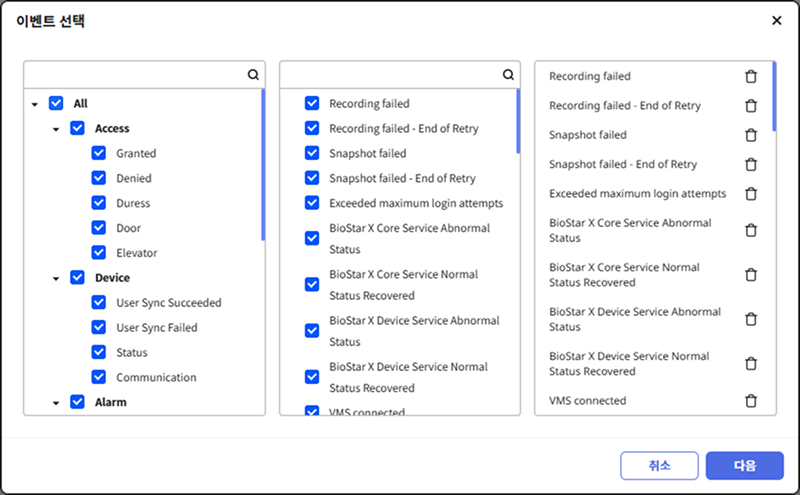 이벤트 선택
All
Access
Granted
Denied
Duress
Door
Elevator
Device
User Sync Succeeded
User Sync Failed
Status
Communication
Alarm
Recording failed
Recording failed - End of Retry
Snapshot failed
Snapshot failed - End of Retry
Exceeded maximum login attempts
BioStar X Core Service Abnormal
Status
BioStar X Core Service Normal
Status Recovered
BioStar X Device Service Abnormal
Status
BioStar X Device Service Normal
Status Recovered
VMS connected
Recording failed
Recording failed - End of Retry
Snapshot failed
Snapshot failed - End of Retry
Exceeded maximum login attempts
BioStar X Core Service Abnormal
Status
BioStar X Core Service Normal
Status Recovered
BioStar X Device Service Abnormal
Status
BioStar X Device Service Normal
Status Recovered
VMS connected
취소
다음